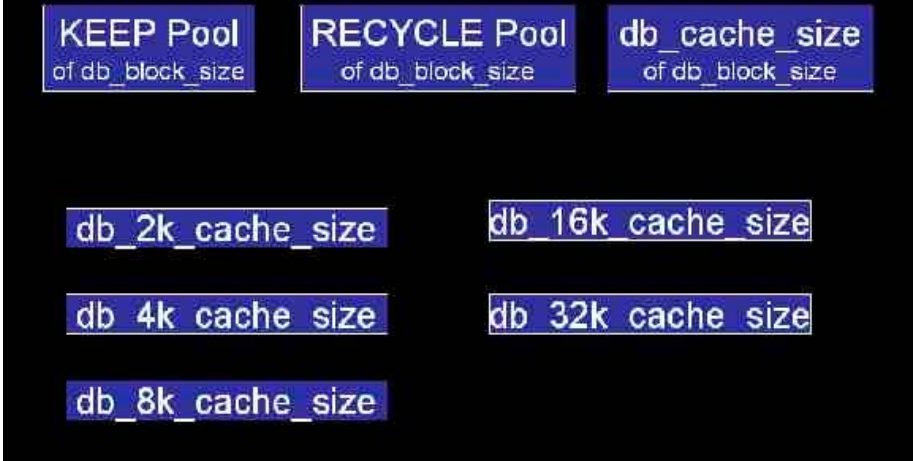 KEEP Pool
of db_block_size
RECYCLE Pool
of db_block_size
db_cache_size
of db_block_size
db_2k_cache_size
db_16k_cache_size
db_4k_cache_size
db_32k_cache_size
db_8k_cache_size